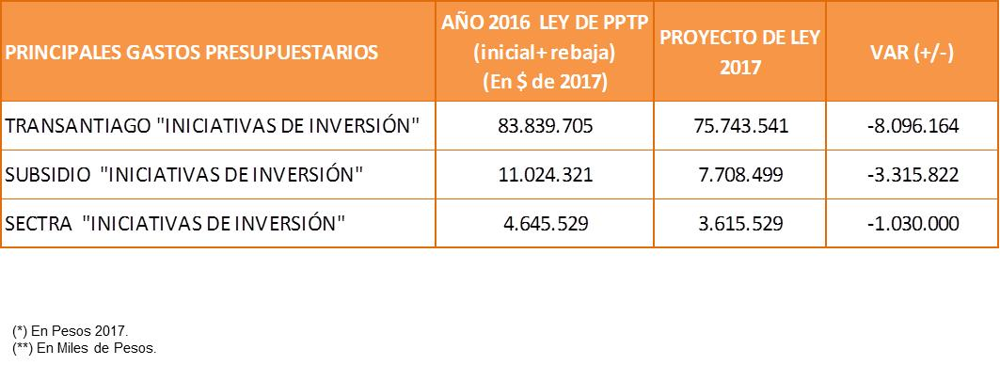 PRINCIPALES GASTOS PRESUPUESTARIOS
AÑO 2016 LEY DE PPTP
(inicial+ rebaja)
(En $ de 2017)
PROYECTO DE LEY
2017
VAR (+/-)
TRANSANTIAGO "INICIATIVAS DE INVERSIÓN" 83.839.705 75.743.541 -8.096.164
SUBSIDIO "INICIATIVAS DE INVERSIÓN" 11.024.321 7.708.499 -3.315.822
SECTRA "INICIATIVAS DE INVERSIÓN" 4.645.529 3.615.529 -1.030.000
(*) En Pesos 2017.
(**) En Miles de Pesos.